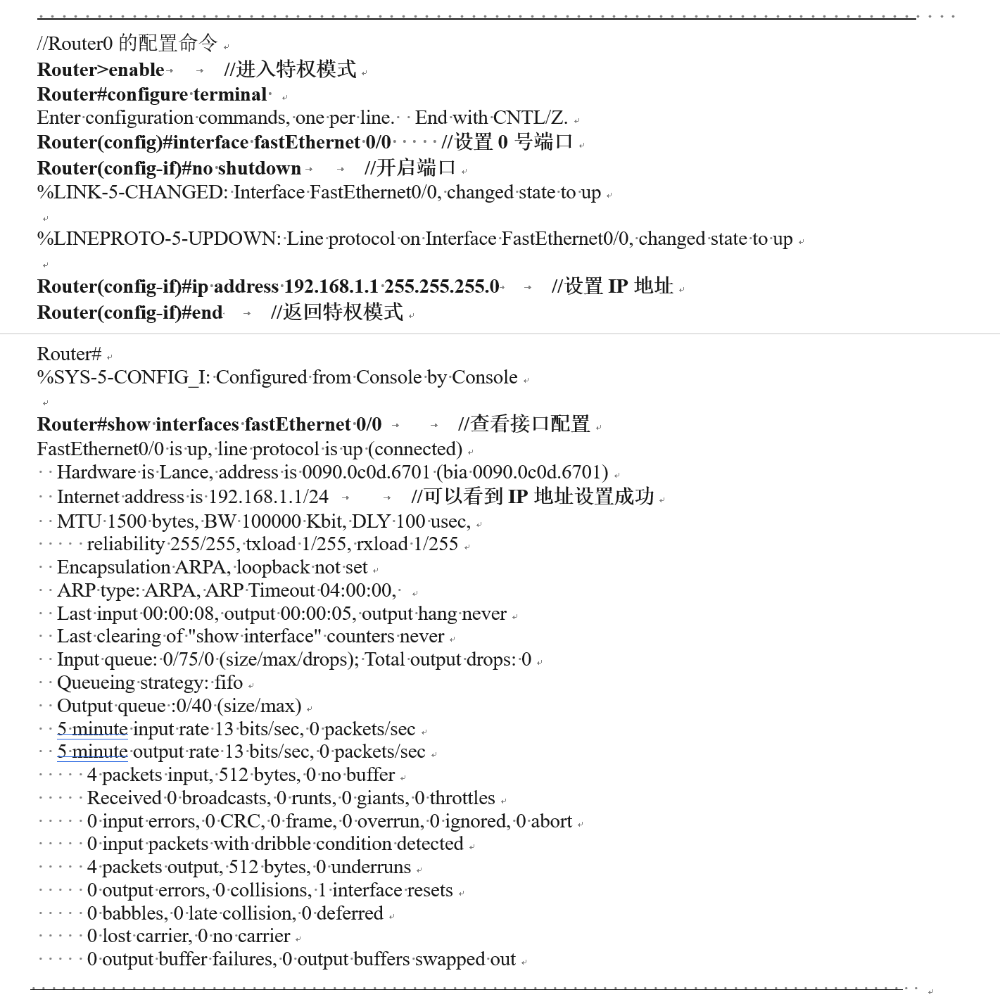 //Router0 的配置命令
Router>enable //进入特权模式
Router#configure terminal
Enter configuration commands, one per line.  End with CNTL/Z.
Router(config)#interface fastEthernet 0/0     //设置 0 号端口
Router(config-if)#no shutdown //开启端口
%LINK-5-CHANGED: Interface FastEthernet0/0, changed state to up
%LINEPROTO-5-UPDOWN: Line protocol on Interface FastEthernet0/0, changed state to up
Router(config-if)#ip address 192.168.1.1 255.255.255.0 //设置 IP 地址
Router(config-if)#end //返回特权模式
Router#
%SYS-5-CONFIG_I: Configured from Console by Console
Router#show interfaces fastEthernet 0/0 //查看接口配置
FastEthernet0/0 is up, line protocol is up (connected)
  Hardware is Lance, address is 0090.0c0d.6701 (bia 0090.0c0d.6701)
  Internet address is 192.168.1.1/24 //可以看到 IP 地址设置成功
  MTU 1500 bytes, BW 100000 Kbit, DLY 100 usec,
     reliability 255/255, txload 1/255, rxload 1/255
  Encapsulation ARPA, loopback not set
  ARP type: ARPA, ARP Timeout 04:00:00,
  Last input 00:00:08, output 00:00:05, output hang never
  Last clearing of "show interface" counters never
  Input queue: 0/75/0 (size/max/drops); Total output drops: 0
  Queueing strategy: fifo
  Output queue :0/40 (size/max)
  5 minute input rate 13 bits/sec, 0 packets/sec
  5 minute output rate 13 bits/sec, 0 packets/sec
     4 packets input, 512 bytes, 0 no buffer
     Received 0 broadcasts, 0 runts, 0 giants, 0 throttles
     0 input errors, 0 CRC, 0 frame, 0 overrun, 0 ignored, 0 abort
     0 input packets with dribble condition detected
     4 packets output, 512 bytes, 0 underruns
     0 output errors, 0 collisions, 1 interface resets
     0 babbles, 0 late collision, 0 deferred
     0 lost carrier, 0 no carrier
     0 output buffer failures, 0 output buffers swapped out